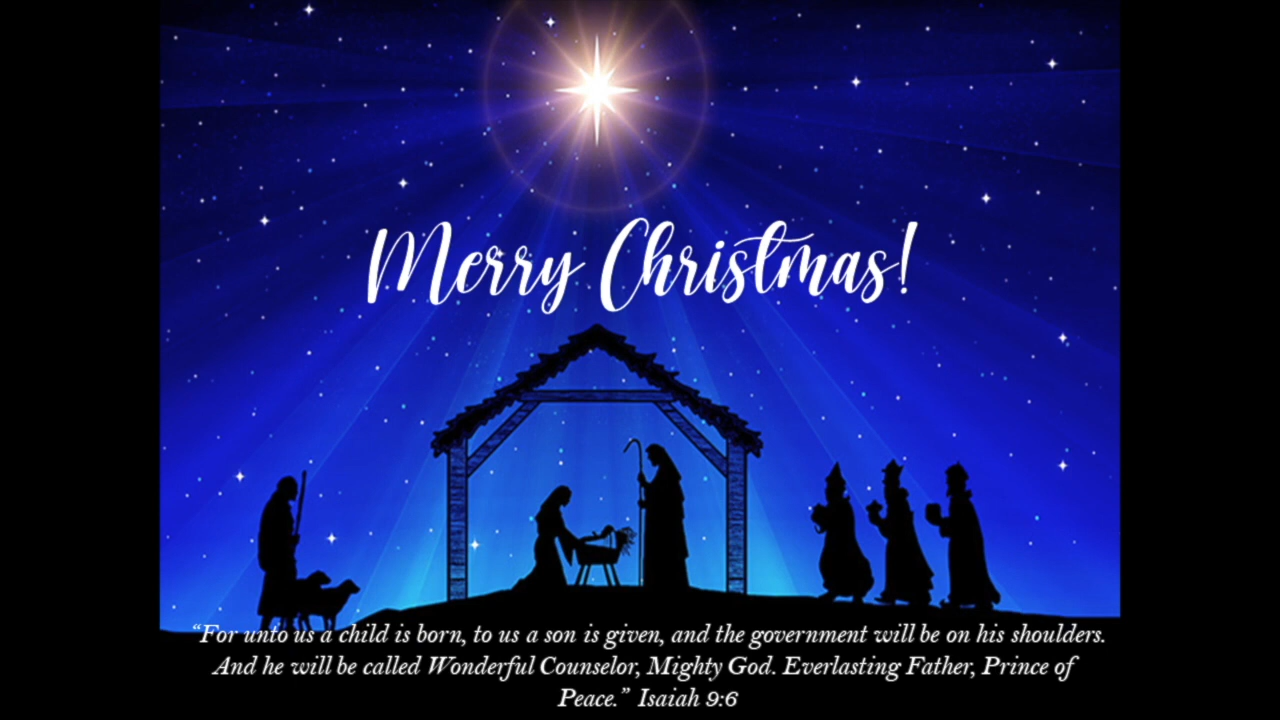 Merry Christmas!
“For unto us a child is born, to us a son is given, and the government will be on his shoulders.
And he will be called Wonderful Counselor, Mighty God. Everlasting Father, Prince of
Peace.” Isaiah 9:6